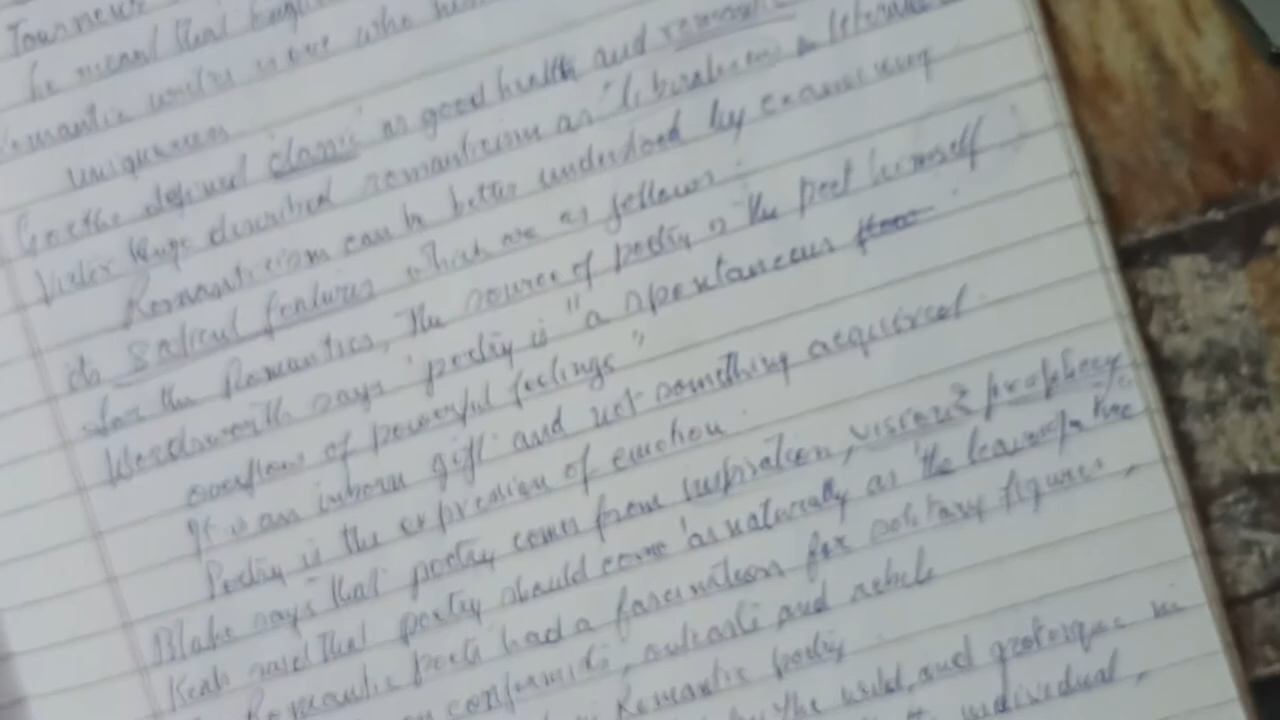 he meant that
romantic writer is one who
uniqueness
Goethe defined classic as good health and romantic
Victor Hugo described romanticism as "liberalism in literature
Romanticism can be better understood by examining
its salient features which are as follows:
for the Romantics, the source of poetry is the poet himself
Wordsworth says 'poetry is "a spontaneous
overflow of powerful feelings"
It is an inborn gift and not something acquired
Poetry is the expression of emotion.
Blake says that poetry comes from inspiration, vision & prophecy
Keats said that poetry should come 'as naturally as the leaves to tree
Romantic poets had a fascination for solitary figures,
conformists, outcasts and rebels
Romantic poetry
the wild, and grotesque in
individual,